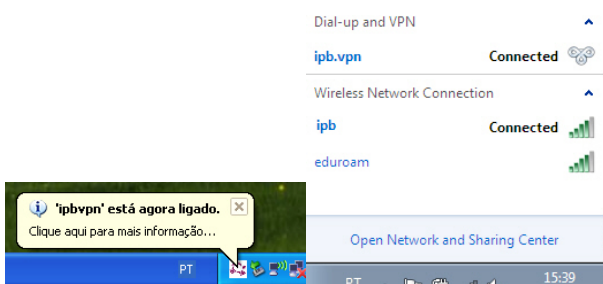 'ipbvpn' está agora ligado.
Clique aqui para mais informação...
PT
Dial-up and VPN
ipb.vpn Connected
Wireless Network Connection
ipb Connected
eduroam
Open Network and Sharing Center
PT 15:39